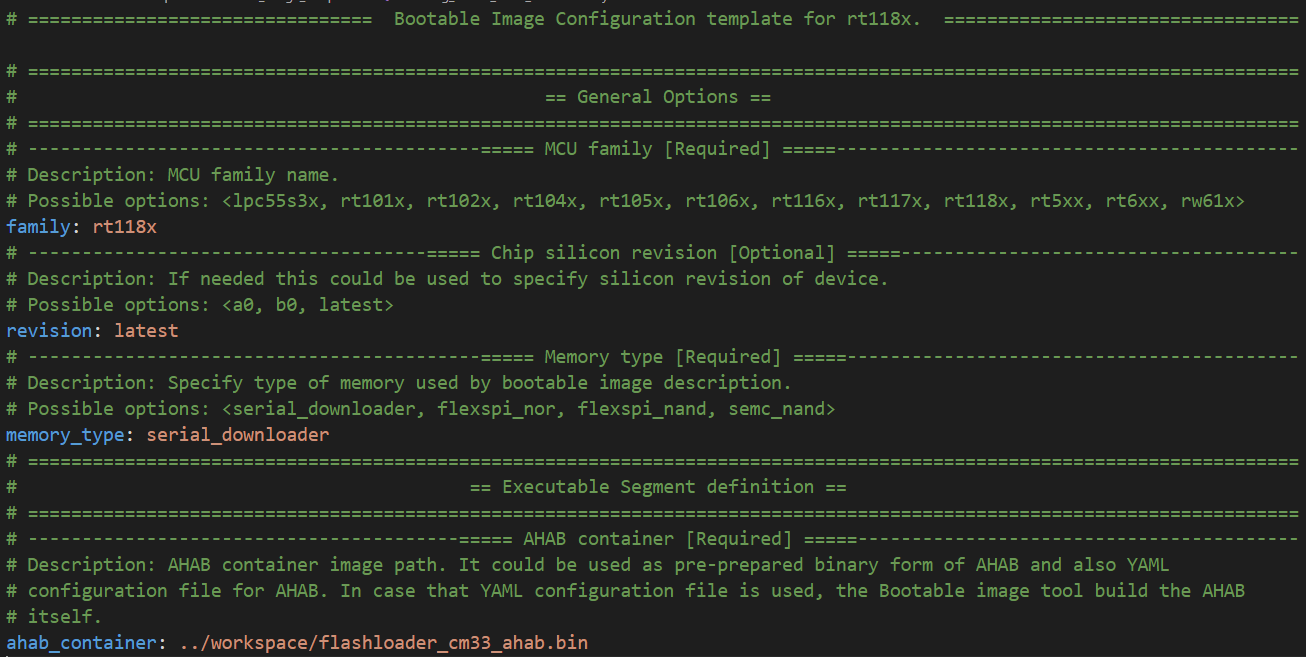 # ================================  Bootable Image Configuration template for rt118x.  =================================
# ======================================================================================================================
#                                                 == General Options ==
# ======================================================================================================================
# ------------------------------------------===== MCU family [Required] =====-------------------------------------------
# Description: MCU family name.
# Possible options: <lpc55s3x, rt101x, rt102x, rt104x, rt105x, rt106x, rt116x, rt117x, rt118x, rt5xx, rt6xx, rw61x>
family: rt118x
# -------------------------------------===== Chip silicon revision [Optional] =====-------------------------------------
# Description: If needed this could be used to specify silicon revision of device.
# Possible options: <a0, b0, latest>
revision: latest
# ------------------------------------------===== Memory type [Required] =====------------------------------------------
# Description: Specify type of memory used by bootable image description.
# Possible options: <serial_downloader, flexspi_nor, flexspi_nand, semc_nand>
memory_type: serial_downloader
# ======================================================================================================================
#                                          == Executable Segment definition ==
# ======================================================================================================================
# ----------------------------------------===== AHAB container [Required] =====-----------------------------------------
# Description: AHAB container image path. It could be used as pre-prepared binary form of AHAB and also YAML
# configuration file for AHAB. In case that YAML configuration file is used, the Bootable image tool build the AHAB
# itself.
ahab_container: ../workspace/flashloader_cm33_ahab.bin